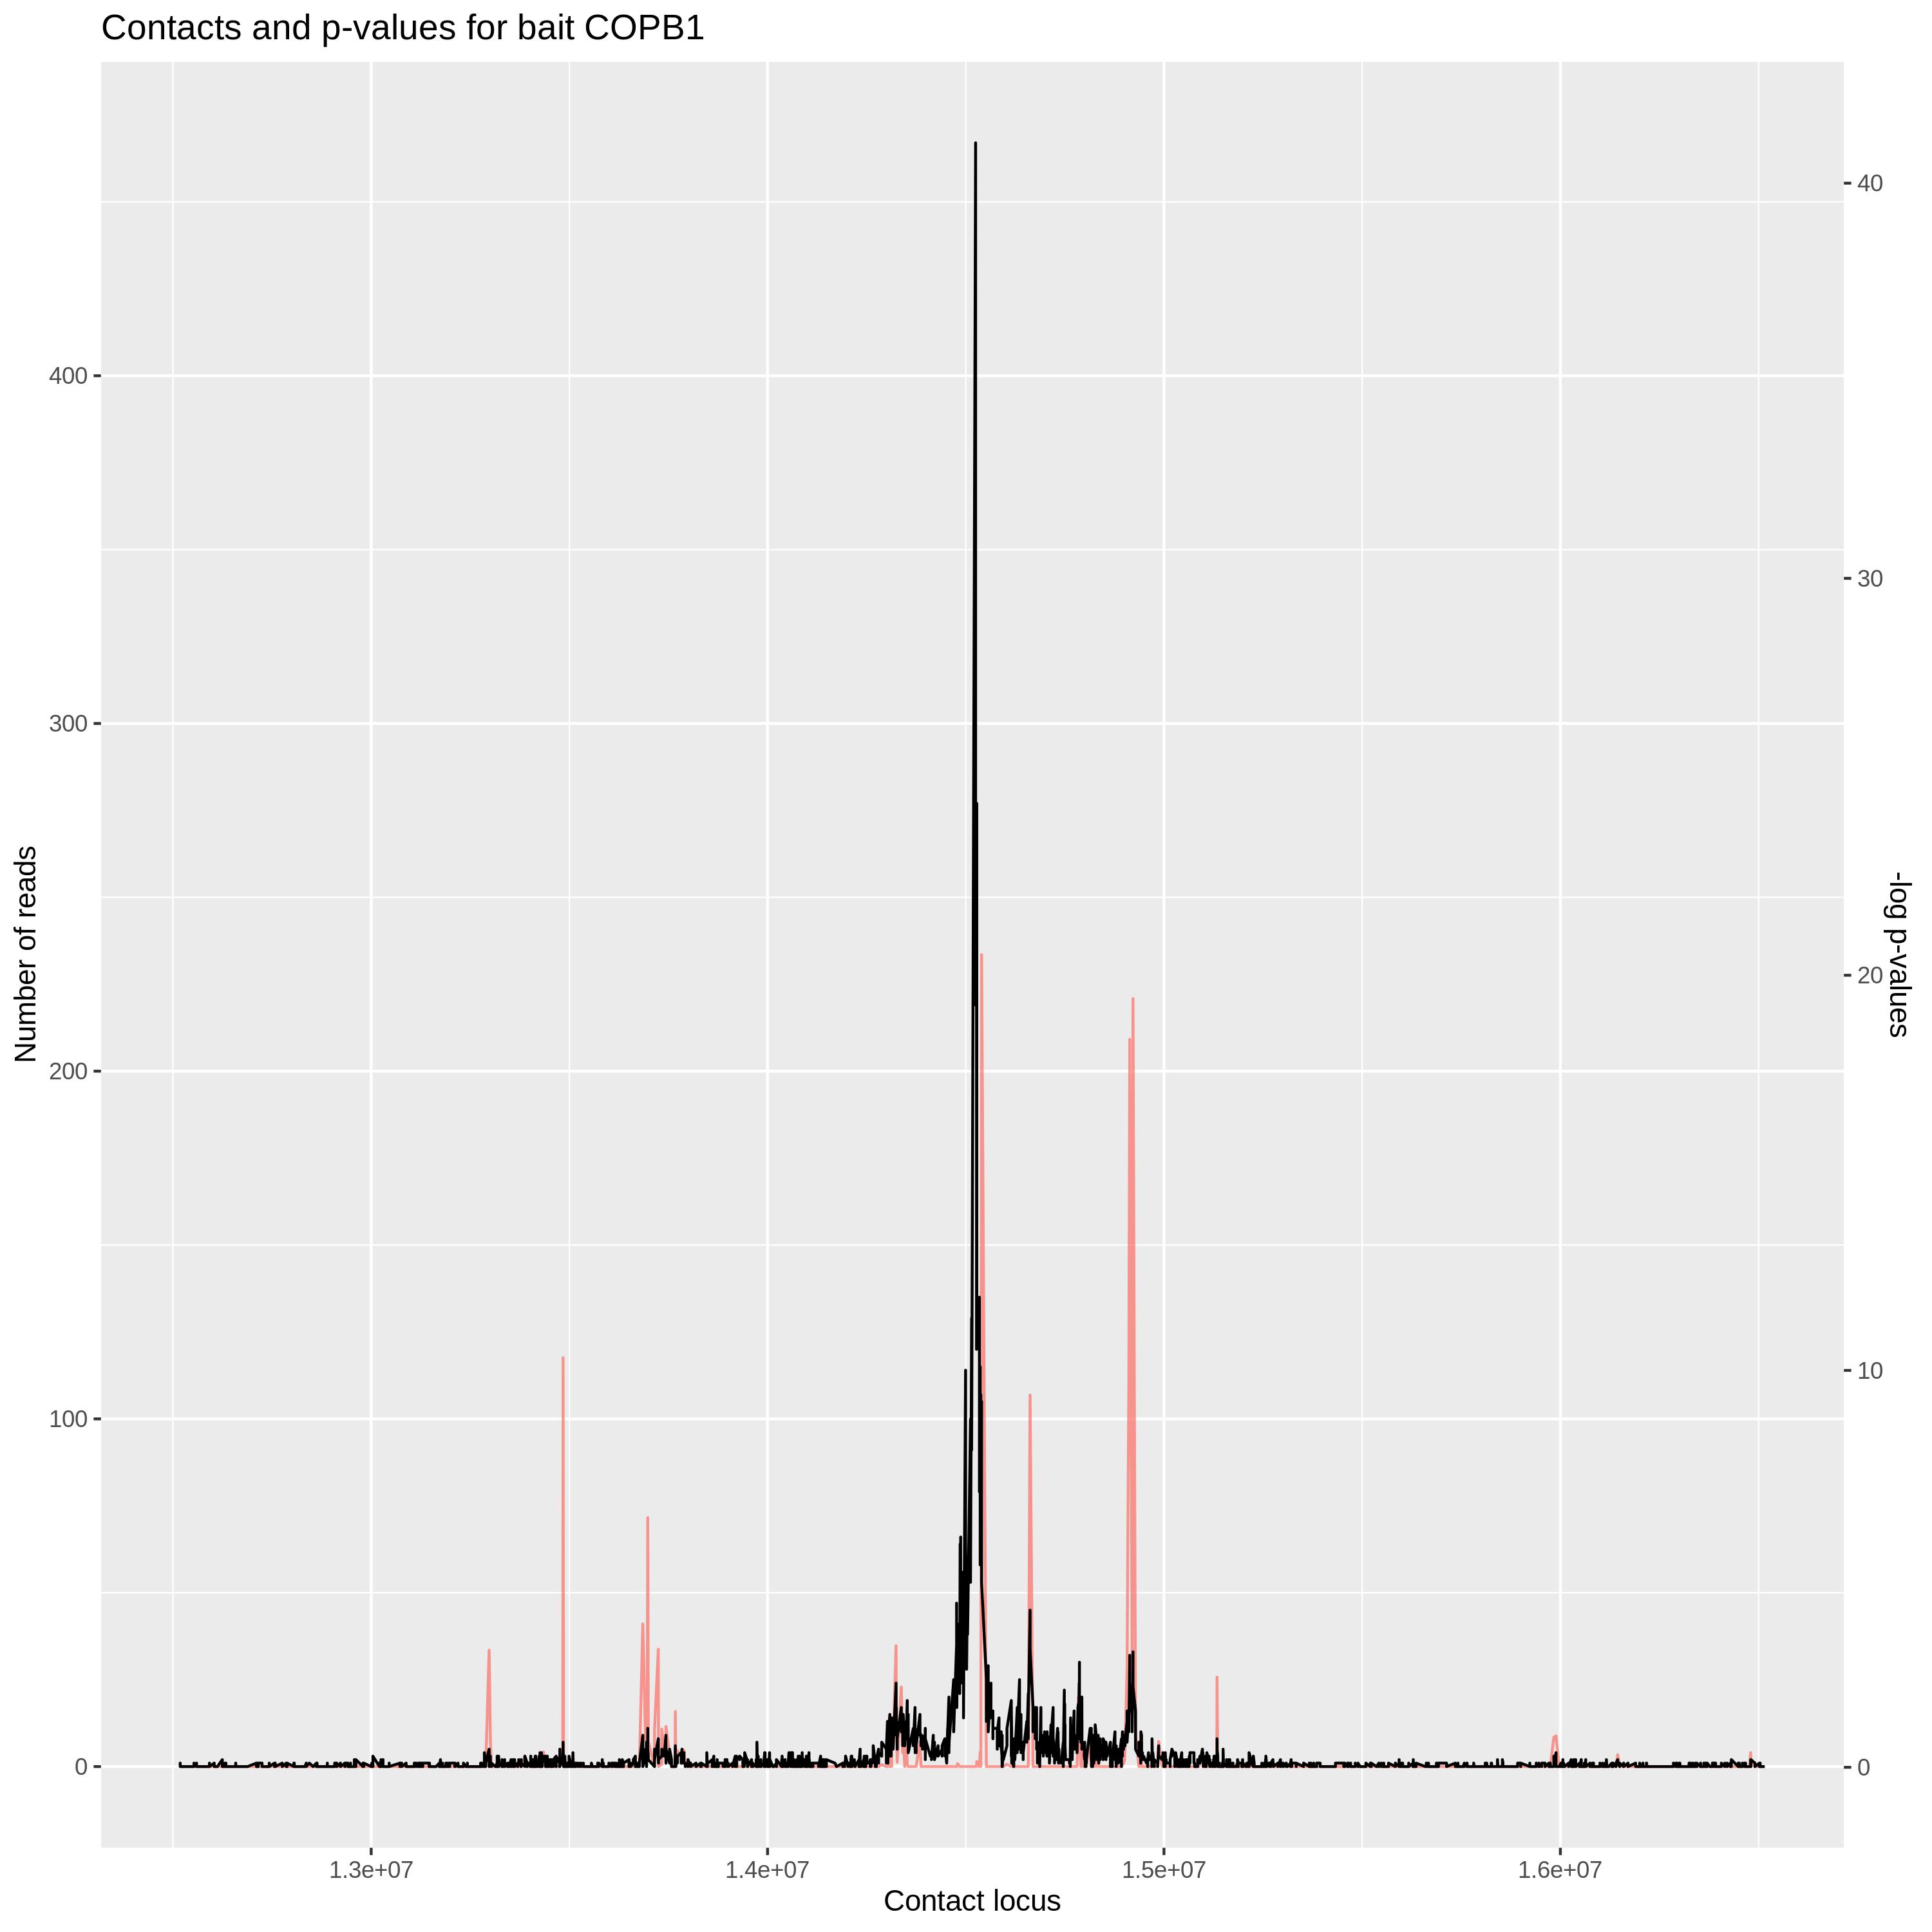 Contacts and p-values for bait COPB1
Number of reads
400
300
200
100
0
40
30
20
10
0
-log p-values
1.3e+07
1.4e+07
1.5e+07
1.6e+07
Contact locus